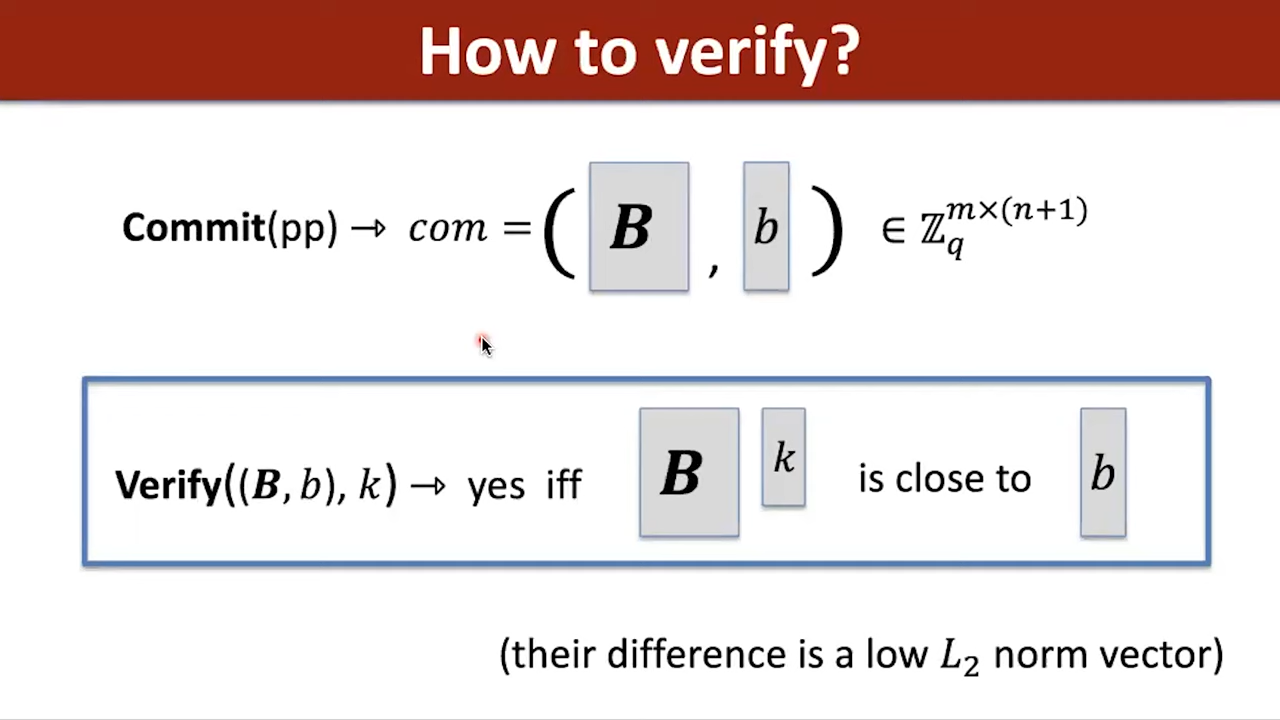 How to verify?
Commit(pp) → com = ( B , b ) ∈ ℤ_q^{m×(n+1)}
Verify((B, b), k) → yes iff B k is close to b
(their difference is a low L₂ norm vector)